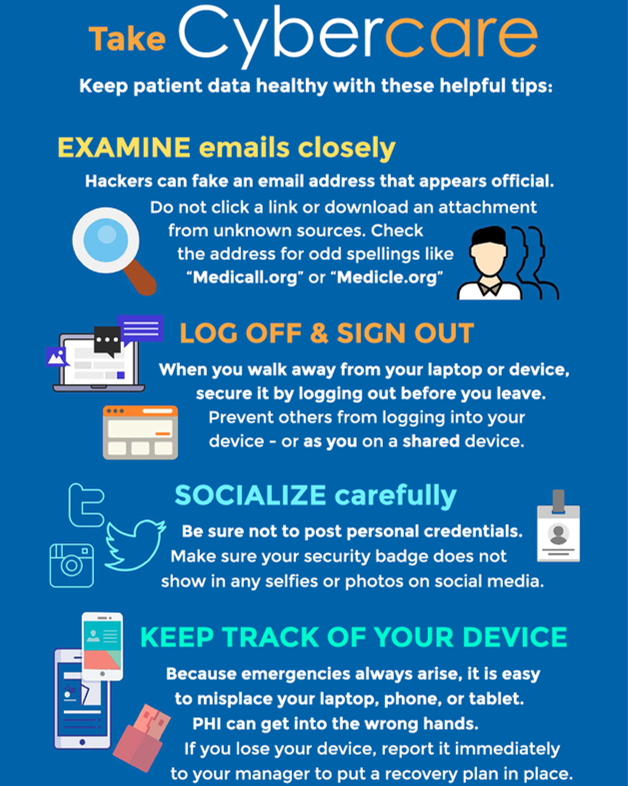 Take Cybercare
Keep patient data healthy with these helpful tips:
EXAMINE emails closely
Hackers can fake an email address that appears official.
Do not click a link or download an attachment
from unknown sources. Check
the address for odd spellings like
“Medicall.org” or “Medicle.org”
LOG OFF & SIGN OUT
When you walk away from your laptop or device,
secure it by logging out before you leave.
Prevent others from logging into your
device - or as you on a shared device.
SOCIALIZE carefully
Be sure not to post personal credentials.
Make sure your security badge does not
show in any selfies or photos on social media.
KEEP TRACK OF YOUR DEVICE
Because emergencies always arise, it is easy
to misplace your laptop, phone, or tablet.
PHI can get into the wrong hands.
If you lose your device, report it immediately
to your manager to put a recovery plan in place.